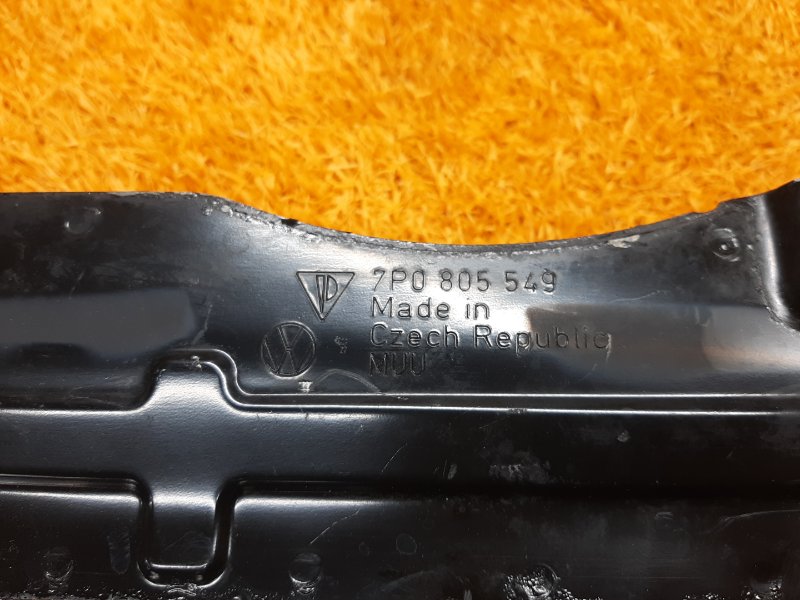 7P0 805 549
Made in
Czech Republic
MUU